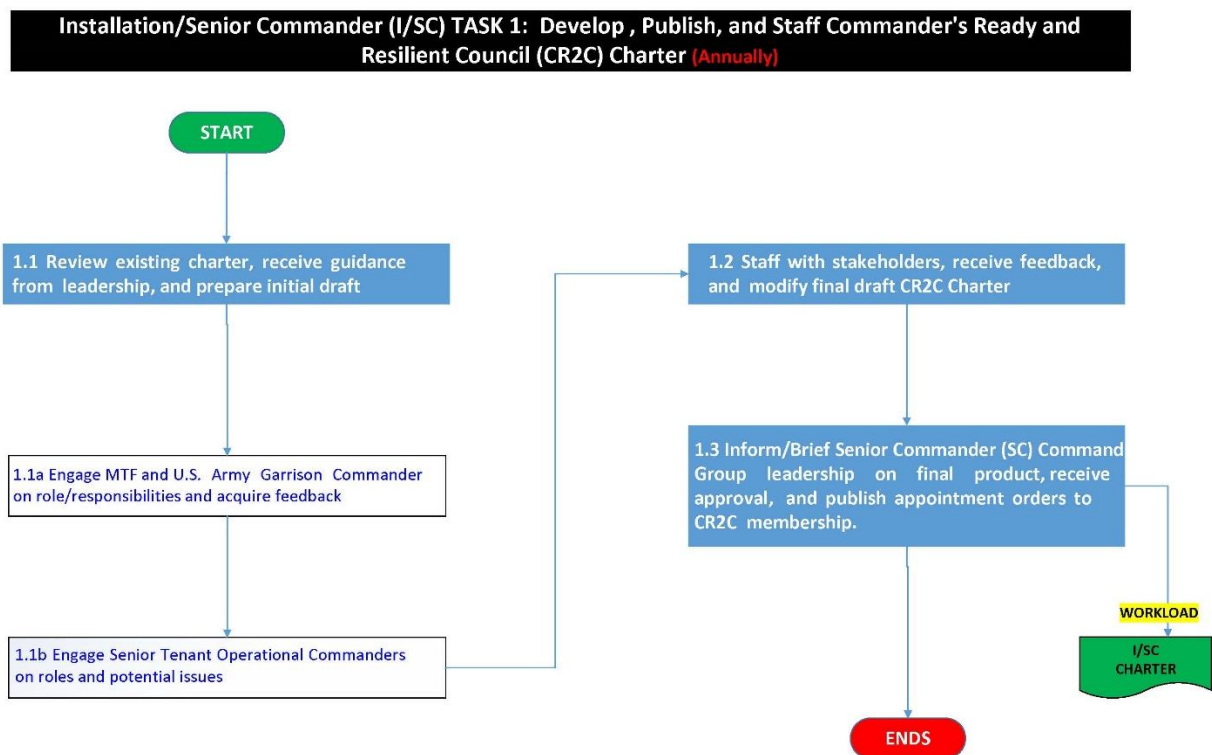 Installation/Senior Commander (I/SC) TASK 1: Develop , Publish, and Staff Commander's Ready and
Resilient Council (CR2C) Charter (Annually)
START
1.1 Review existing charter, receive guidance
from leadership, and prepare initial draft
1.1a Engage MTF and U.S. Army Garrison Commander
on role/responsibilities and acquire feedback
1.1b Engage Senior Tenant Operational Commanders
on roles and potential issues
1.2 Staff with stakeholders, receive feedback,
and modify final draft CR2C Charter
1.3 Inform/Brief Senior Commander (SC) Command
Group leadership on final product, receive
approval, and publish appointment orders to
CR2C membership.
WORKLOAD
I/SC
CHARTER
ENDS